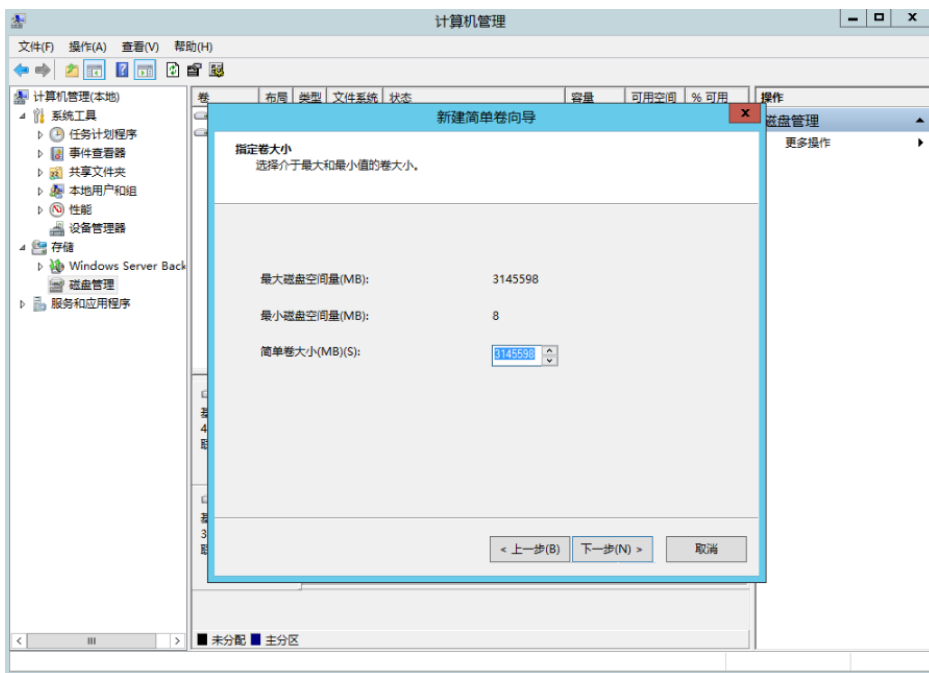 计算机管理
文件(F) 操作(A) 查看(V) 帮助(H)
计算机管理(本地)
系统工具
任务计划程序
事件查看器
共享文件夹
本地用户和组
性能
设备管理器
存储
Windows Server Back
磁盘管理
服务和应用程序
卷 布局 类型 文件系统 状态 容量 可用空间 % 可用
操作
磁盘管理
更多操作
新建简单卷向导
指定卷大小
选择介于最大和最小值的卷大小。
最大磁盘空间量(MB): 3145598
最小磁盘空间量(MB): 8
简单卷大小(MB)(S): 3145598
基
4
联
基
3
联
< 上一步(B) 下一步(N) > 取消
未分配 主分区